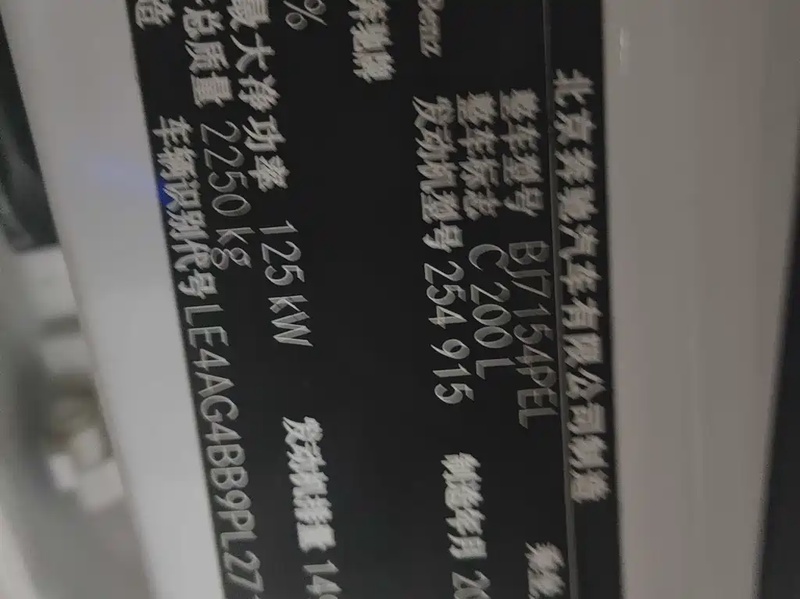 北京奔驰汽车有限公司制造
整车型号 BJ7154PEL
整车标志 C 200 L
发动机型号 254 915 制造年月 20
Benz
%
最大净功率 125 kW 发动机排量 149
总质量 2250 kg
车辆识别代号 LE4AG4BB9PL27